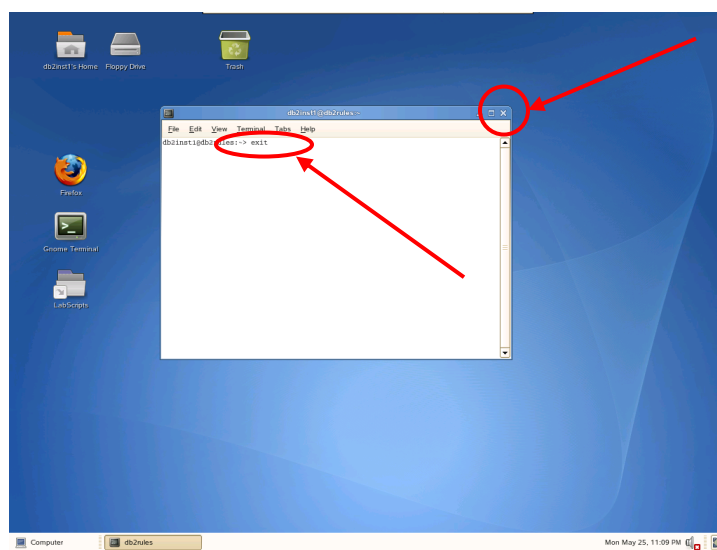 db2inst1's Home
Floppy Drive
Trash
db2inst1@db2rules:~
File Edit View Terminal Tabs Help
db2inst1@db2rules:~> exit
Firefox
Gnome Terminal
LabScripts
Computer
db2rules
Mon May 25, 11:09 PM